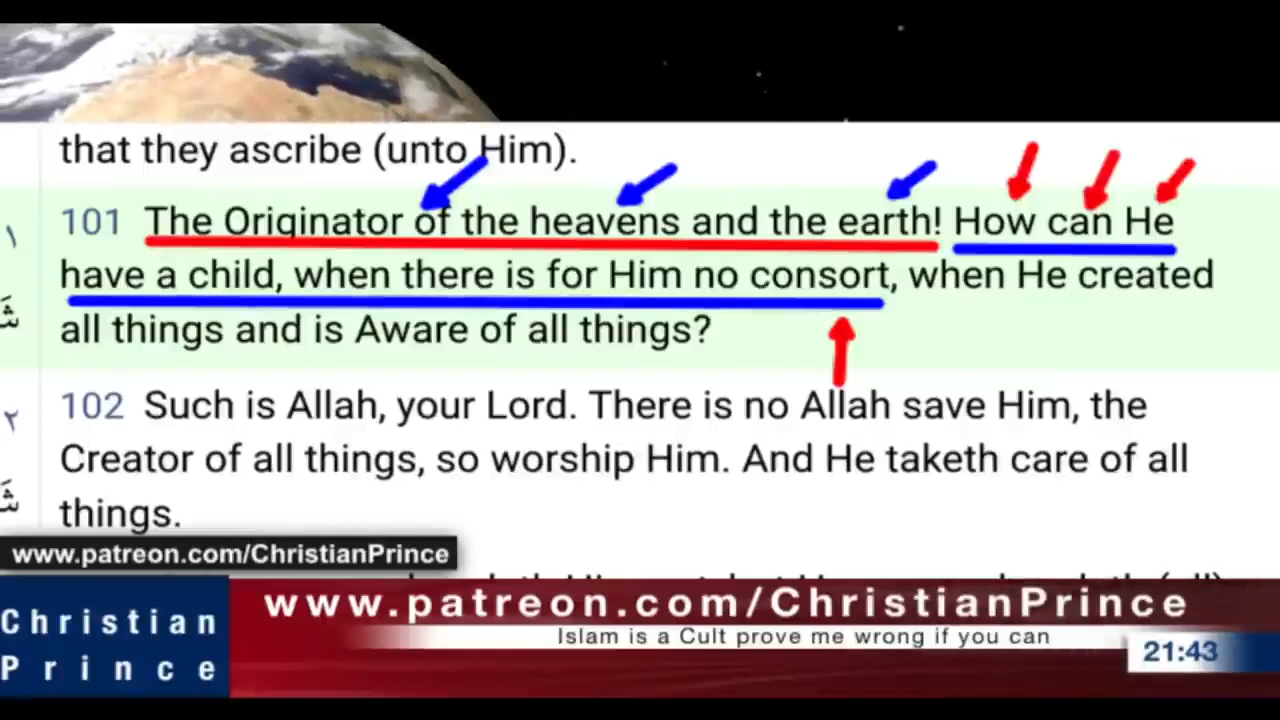 that they ascribe (unto Him).
101 The Originator of the heavens and the earth! How can He
have a child, when there is for Him no consort, when He created
all things and is Aware of all things?
102 Such is Allah, your Lord. There is no Allah save Him, the
Creator of all things, so worship Him. And He taketh care of all
things.
www.patreon.com/ChristianPrince
Christian
Prince
www.patreon.com/ChristianPrince
Islam is a Cult prove me wrong if you can
21:43